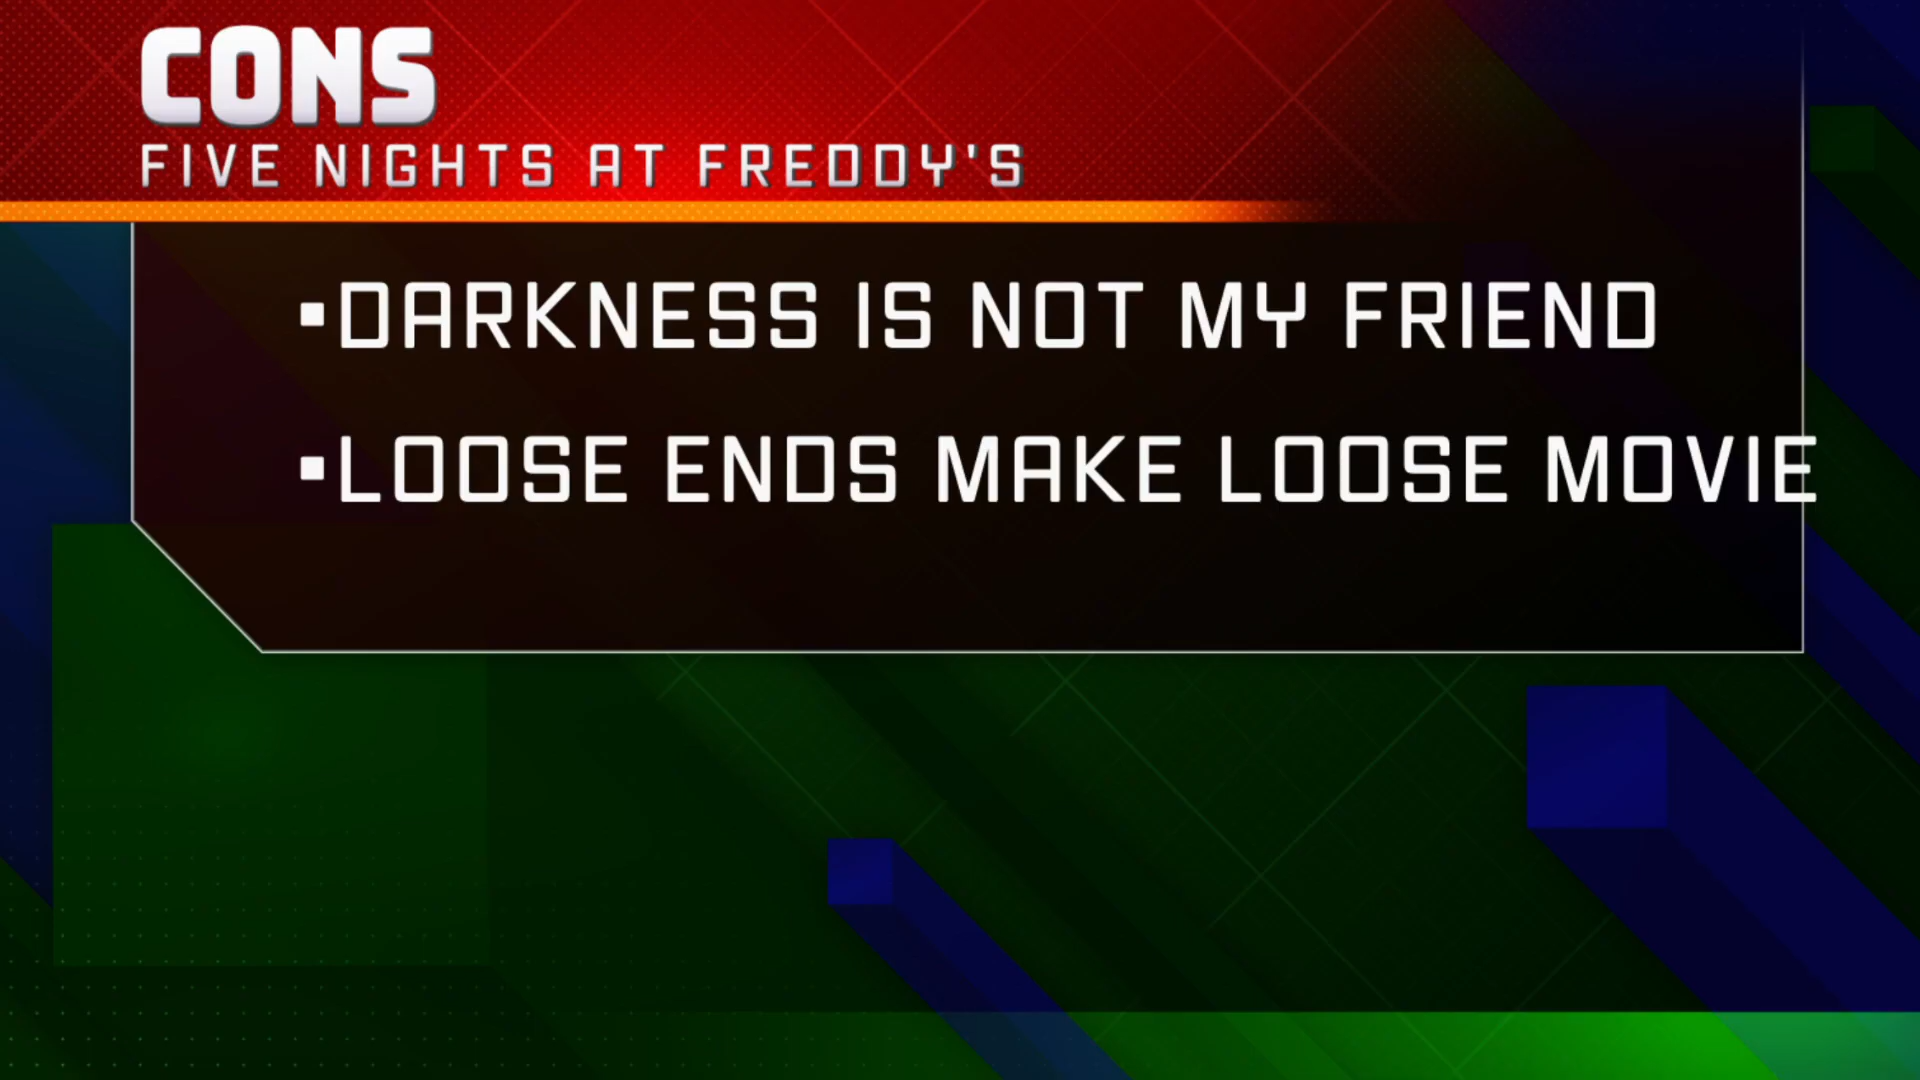 CONS
FIVE NIGHTS AT FREDDY'S
▪DARKNESS IS NOT MY FRIEND
▪LOOSE ENDS MAKE LOOSE MOVIE